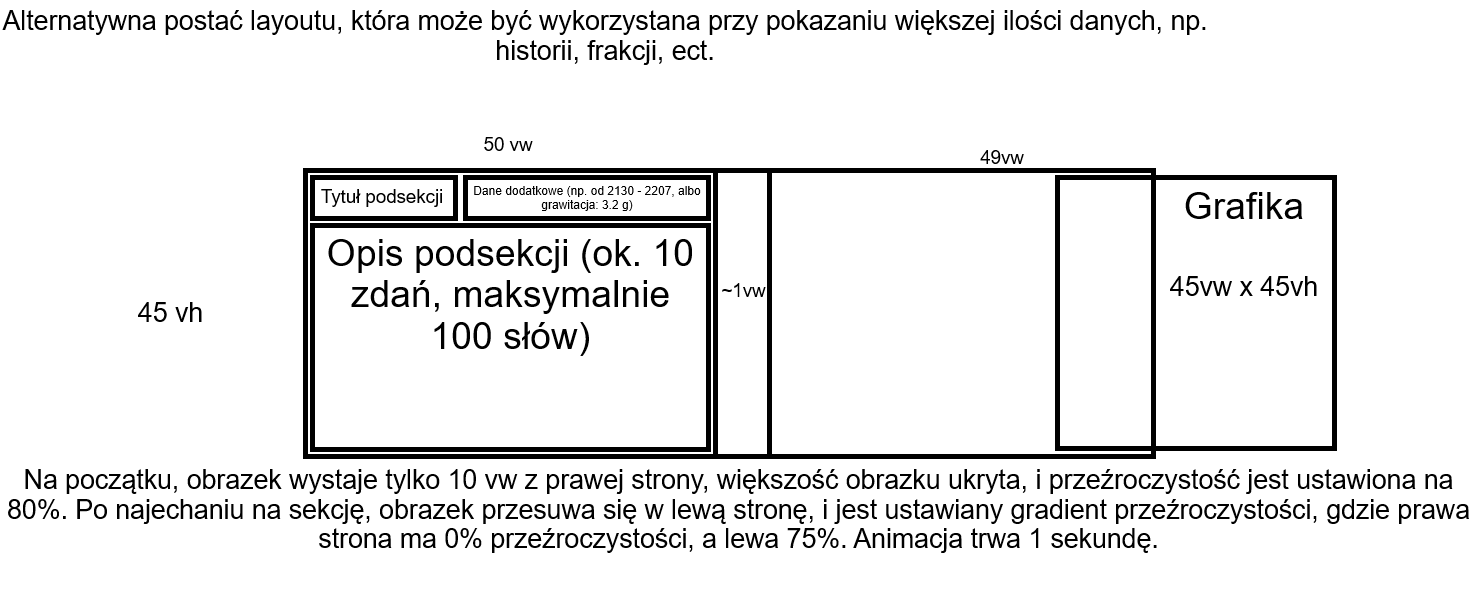 Alternatywna postać layoutu, która może być wykorzystana przy pokazaniu większej ilości danych, np.
historii, frakcji, ect.
50 vw
49vw
Tytuł podsekcji
Dane dodatkowe (np. od 2130 - 2207, albo
grawitacja: 3.2 g)
Grafika
Opis podsekcji (ok. 10
zdań, maksymalnie
100 słów)
~1vw
45vw x 45vh
45 vh
Na początku, obrazek wystaje tylko 10 vw z prawej strony, większość obrazku ukryta, i przeźroczystość jest ustawiona na
80%. Po najechaniu na sekcję, obrazek przesuwa się w lewą stronę, i jest ustawiany gradient przeźroczystości, gdzie prawa
strona ma 0% przeźroczystości, a lewa 75%. Animacja trwa 1 sekundę.